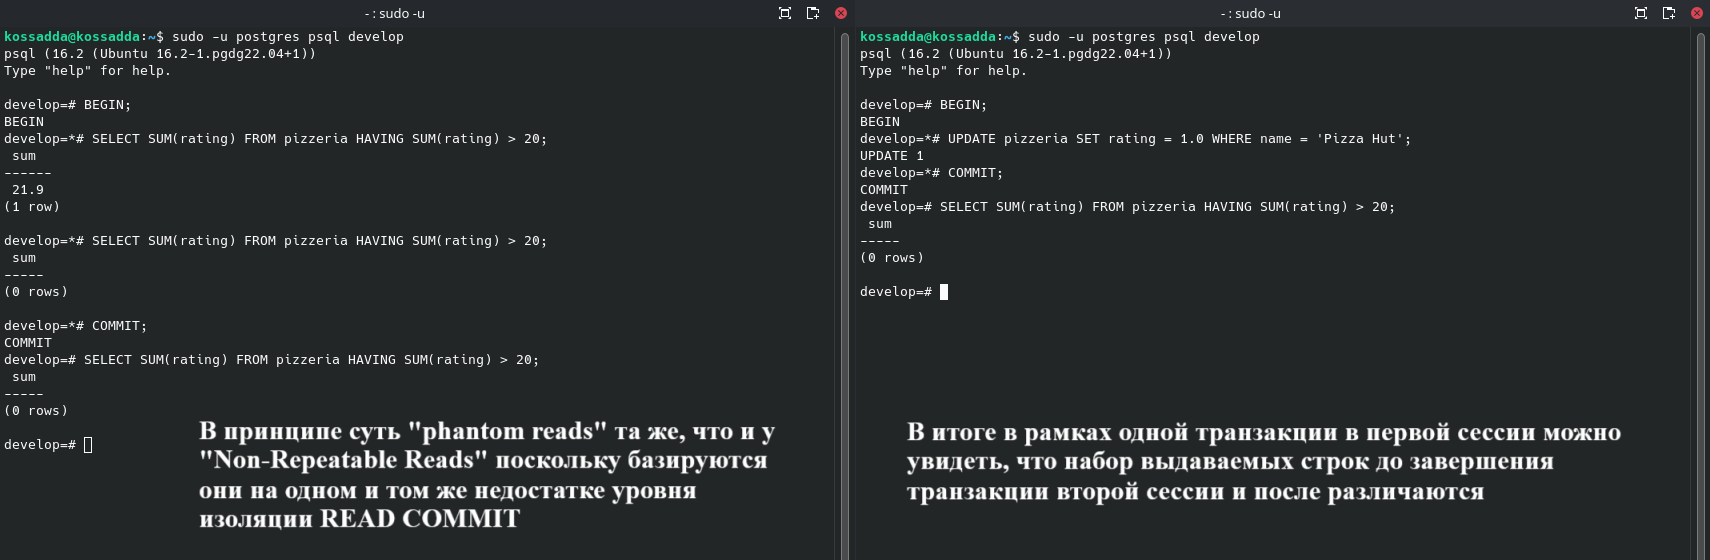 - : sudo -u
kossadda@kossadda:~$ sudo -u postgres psql develop
psql (16.2 (Ubuntu 16.2-1.pgdg22.04+1))
Type "help" for help.
develop=# BEGIN;
BEGIN
develop=*# SELECT SUM(rating) FROM pizzeria HAVING SUM(rating) > 20;
sum
------
21.9
(1 row)
develop=*# SELECT SUM(rating) FROM pizzeria HAVING SUM(rating) > 20;
sum
-----
(0 rows)
develop=*# COMMIT;
COMMIT
develop=# SELECT SUM(rating) FROM pizzeria HAVING SUM(rating) > 20;
sum
-----
(0 rows)
develop=#
В принципе суть "phantom reads" та же, что и у
"Non-Repeatable Reads" поскольку базируются
они на одном и том же недостатке уровня
изоляции READ COMMIT
- : sudo -u
kossadda@kossadda:~$ sudo -u postgres psql develop
psql (16.2 (Ubuntu 16.2-1.pgdg22.04+1))
Type "help" for help.
develop=# BEGIN;
BEGIN
develop=*# UPDATE pizzeria SET rating = 1.0 WHERE name = 'Pizza Hut';
UPDATE 1
develop=*# COMMIT;
COMMIT
develop=# SELECT SUM(rating) FROM pizzeria HAVING SUM(rating) > 20;
sum
-----
(0 rows)
develop=#
В итоге в рамках одной транзакции в первой сессии можно
увидеть, что набор выдаваемых строк до завершения
транзакции второй сессии и после различаются